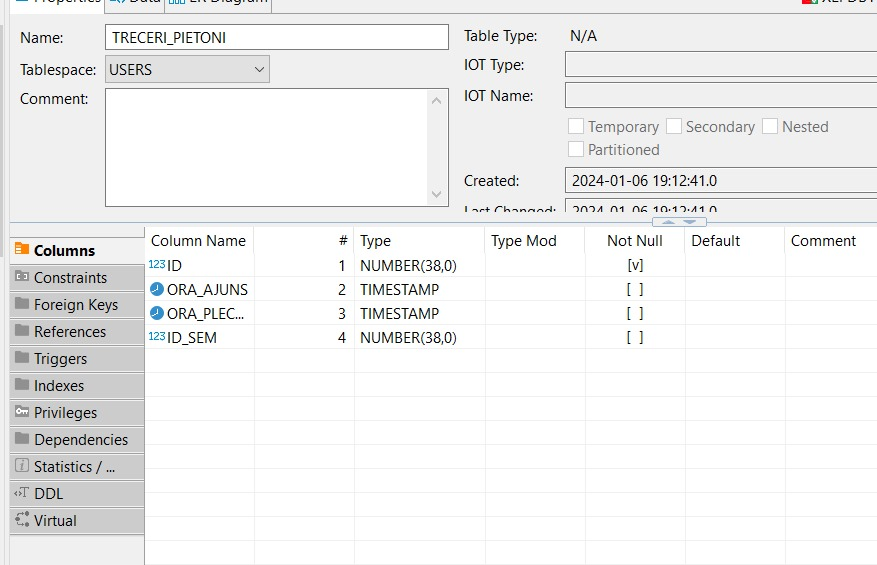 Properties Data ER Diagram
Name: TRECERI_PIETONI
Tablespace: USERS
Comment:
Table Type: N/A
IOT Type:
IOT Name:
Temporary Secondary Nested
Partitioned
Created: 2024-01-06 19:12:41.0
Last Changed: 2024-01-06 19:12:41.0
Columns
Constraints
Foreign Keys
References
Triggers
Indexes
Privileges
Dependencies
Statistics / ...
DDL
Virtual
Column Name # Type Type Mod Not Null Default Comment
123 ID 1 NUMBER(38,0) [v]
ORA_AJUNS 2 TIMESTAMP [ ]
ORA_PLEC... 3 TIMESTAMP [ ]
123 ID_SEM 4 NUMBER(38,0) [ ]